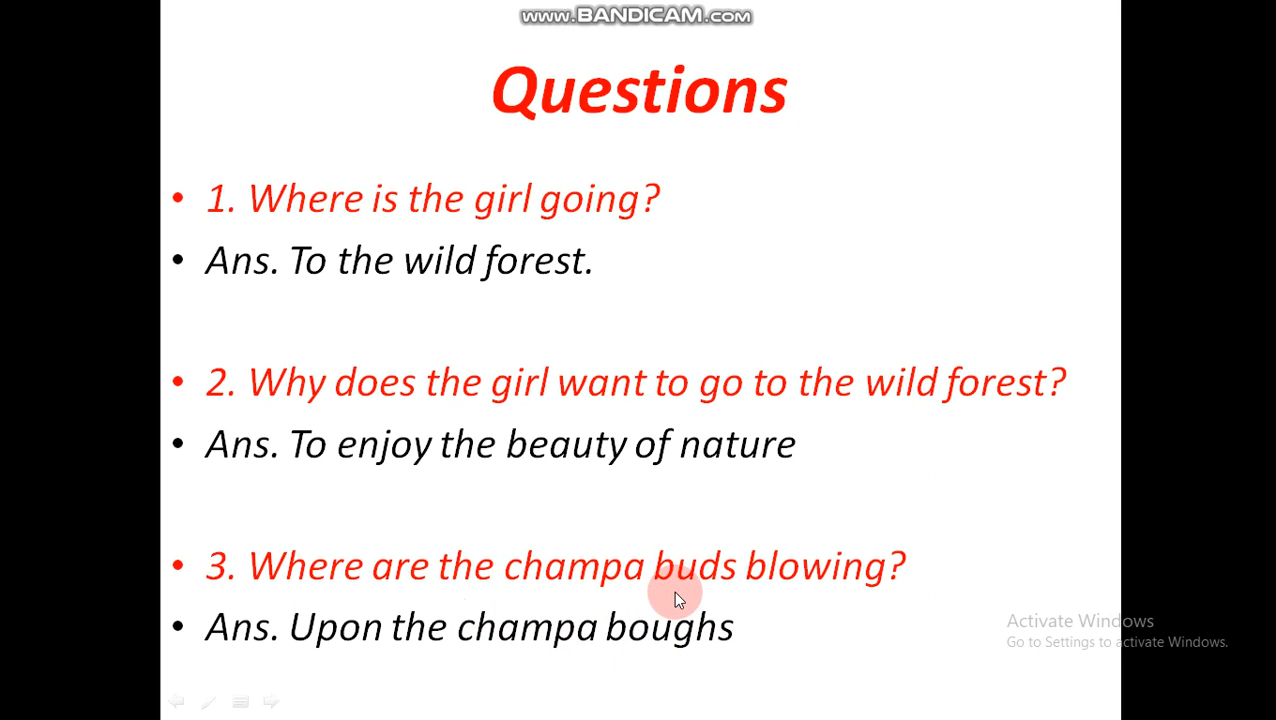 www.BANDICAM.com
Questions
• 1. Where is the girl going?
• Ans. To the wild forest.
• 2. Why does the girl want to go to the wild forest?
• Ans. To enjoy the beauty of nature
• 3. Where are the champa buds blowing?
• Ans. Upon the champa boughs
Activate Windows
Go to Settings to activate Windows.